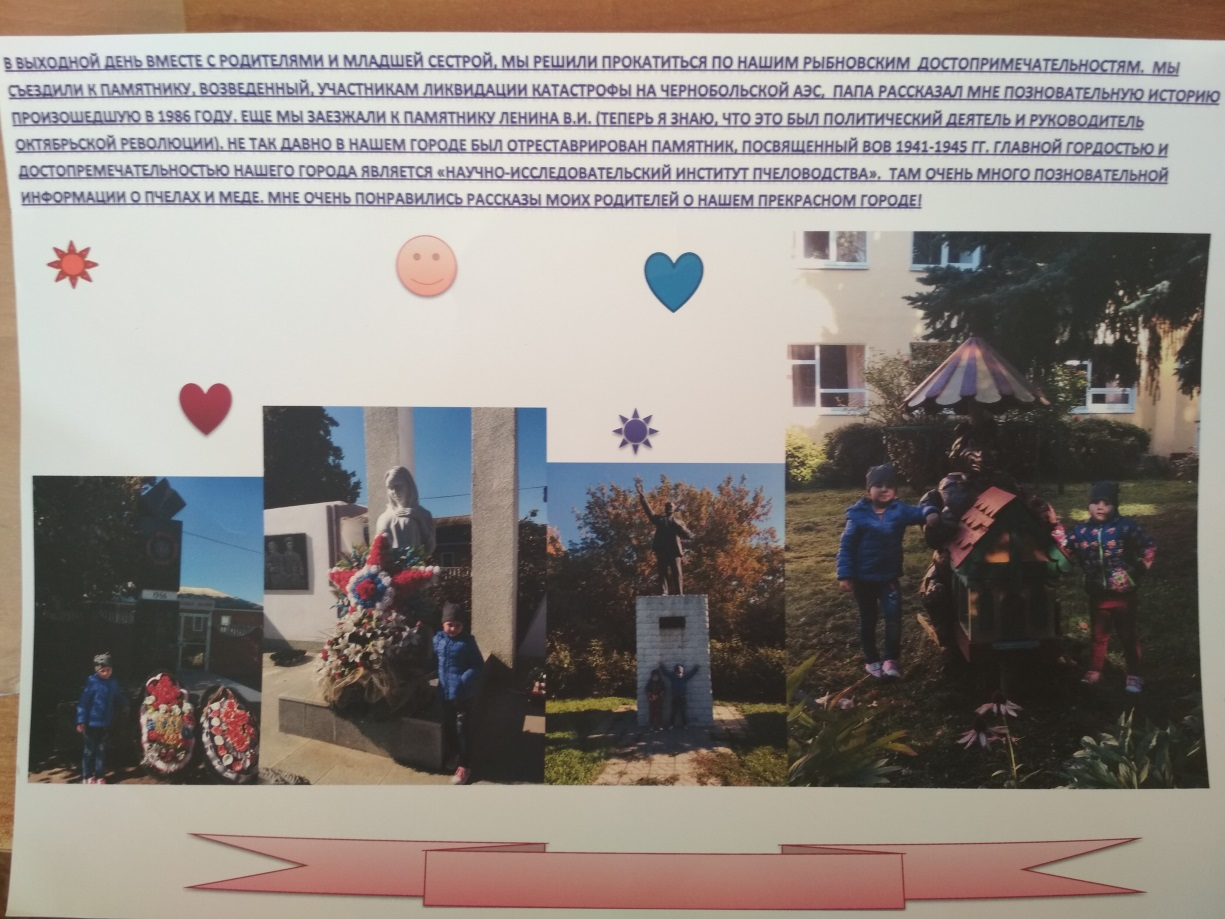 В ВЫХОДНОЙ ДЕНЬ ВМЕСТЕ С РОДИТЕЛЯМИ И МЛАДШЕЙ СЕСТРОЙ, МЫ РЕШИЛИ ПРОКАТИТЬСЯ ПО НАШИМ РЫБНОВСКИМ ДОСТОПРИМЕЧАТЕЛЬНОСТЯМ. МЫ
СЪЕЗДИЛИ К ПАМЯТНИКУ, ВОЗВЕДЕННЫЙ, УЧАСТНИКАМ ЛИКВИДАЦИИ КАТАСТРОФЫ НА ЧЕРНОБОЛЬСКОЙ АЭС, ПАПА РАССКАЗАЛ МНЕ ПОЗНОВАТЕЛЬНУЮ ИСТОРИЮ
ПРОИЗОШЕДШУЮ В 1986 ГОДУ. ЕЩЕ МЫ ЗАЕЗЖАЛИ К ПАМЯТНИКУ ЛЕНИНА В.И. (ТЕПЕРЬ Я ЗНАЮ, ЧТО ЭТО БЫЛ ПОЛИТИЧЕСКИЙ ДЕЯТЕЛЬ И РУКОВОДИТЕЛЬ
ОКТЯБРЬСКОЙ РЕВОЛЮЦИИ). НЕ ТАК ДАВНО В НАШЕМ ГОРОДЕ БЫЛ ОТРЕСТАВРИРОВАН ПАМЯТНИК, ПОСВЯЩЕННЫЙ ВОВ 1941-1945 ГГ. ГЛАВНОЙ ГОРДОСТЬЮ И
ДОСТОПРЕМЕЧАТЕЛЬНОСТЬЮ НАШЕГО ГОРОДА ЯВЛЯЕТСЯ «НАУЧНО-ИССЛЕДОВАТЕЛЬСКИЙ ИНСТИТУТ ПЧЕЛОВОДСТВА». ТАМ ОЧЕНЬ МНОГО ПОЗНОВАТЕЛЬНОЙ
ИНФОРМАЦИИ О ПЧЕЛАХ И МЕДЕ. МНЕ ОЧЕНЬ ПОНРАВИЛИСЬ РАССКАЗЫ МОИХ РОДИТЕЛЕЙ О НАШЕМ ПРЕКРАСНОМ ГОРОДЕ!